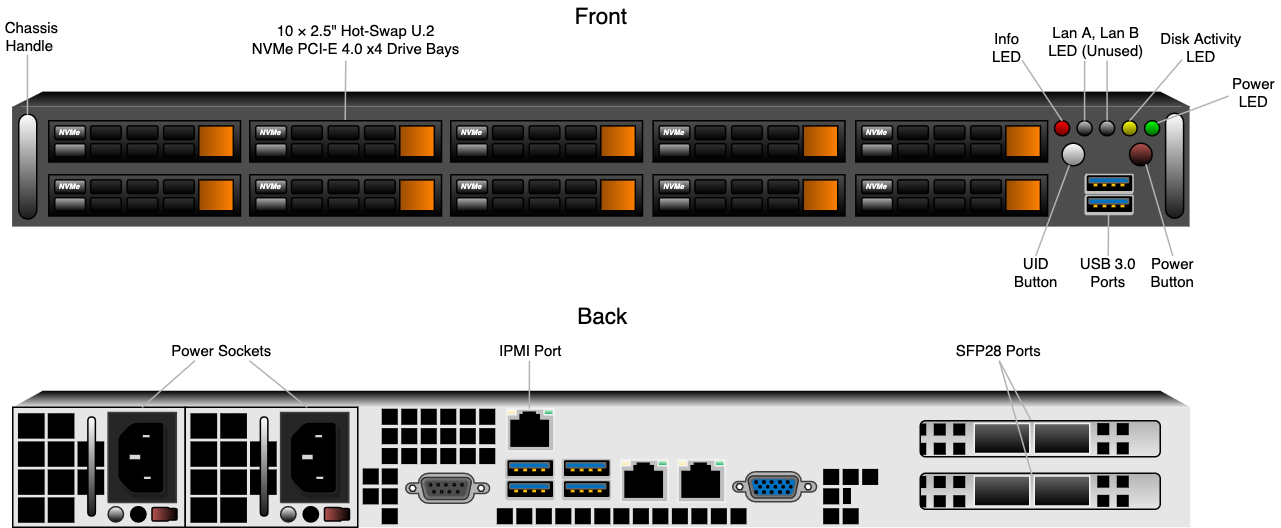 Front
Chassis
Handle
10 × 2.5" Hot-Swap U.2
NVMe PCI-E 4.0 x4 Drive Bays
Info
LED
Lan A, Lan B
LED (Unused)
Disk Activity
LED
Power
LED
NVMe
NVMe
NVMe
NVMe
NVMe
NVMe
NVMe
NVMe
NVMe
NVMe
UID
Button
USB 3.0
Ports
Power
Button
Back
Power Sockets
IPMI Port
SFP28 Ports